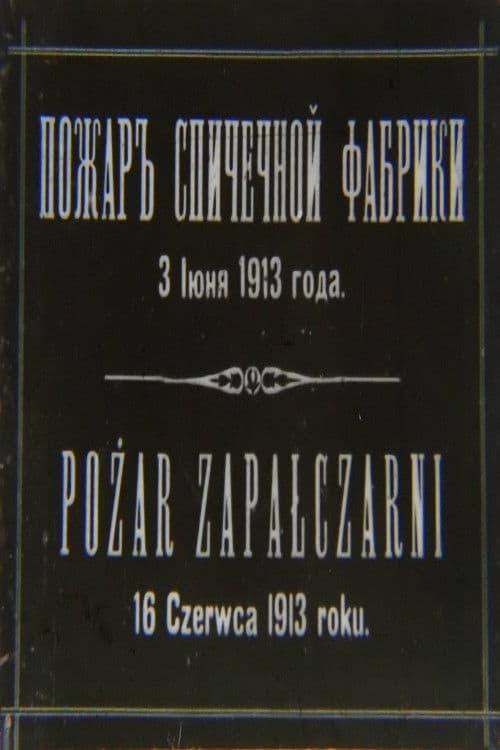 ПОЖАРЪ СПИЧЕЧНОЙ ФАБРИКИ
3 Іюня 1913 года.
POŻAR ZAPAŁCZARNI
16 Czerwca 1913 roku.